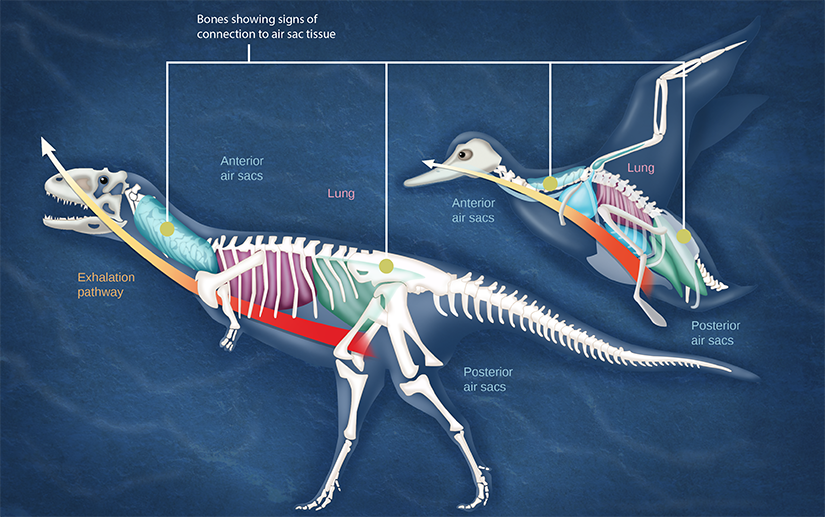 Bones showing signs of
connection to air sac tissue
Anterior
air sacs
Lung
Exhalation
pathway
Posterior
air sacs
Anterior
air sacs
Lung
Posterior
air sacs